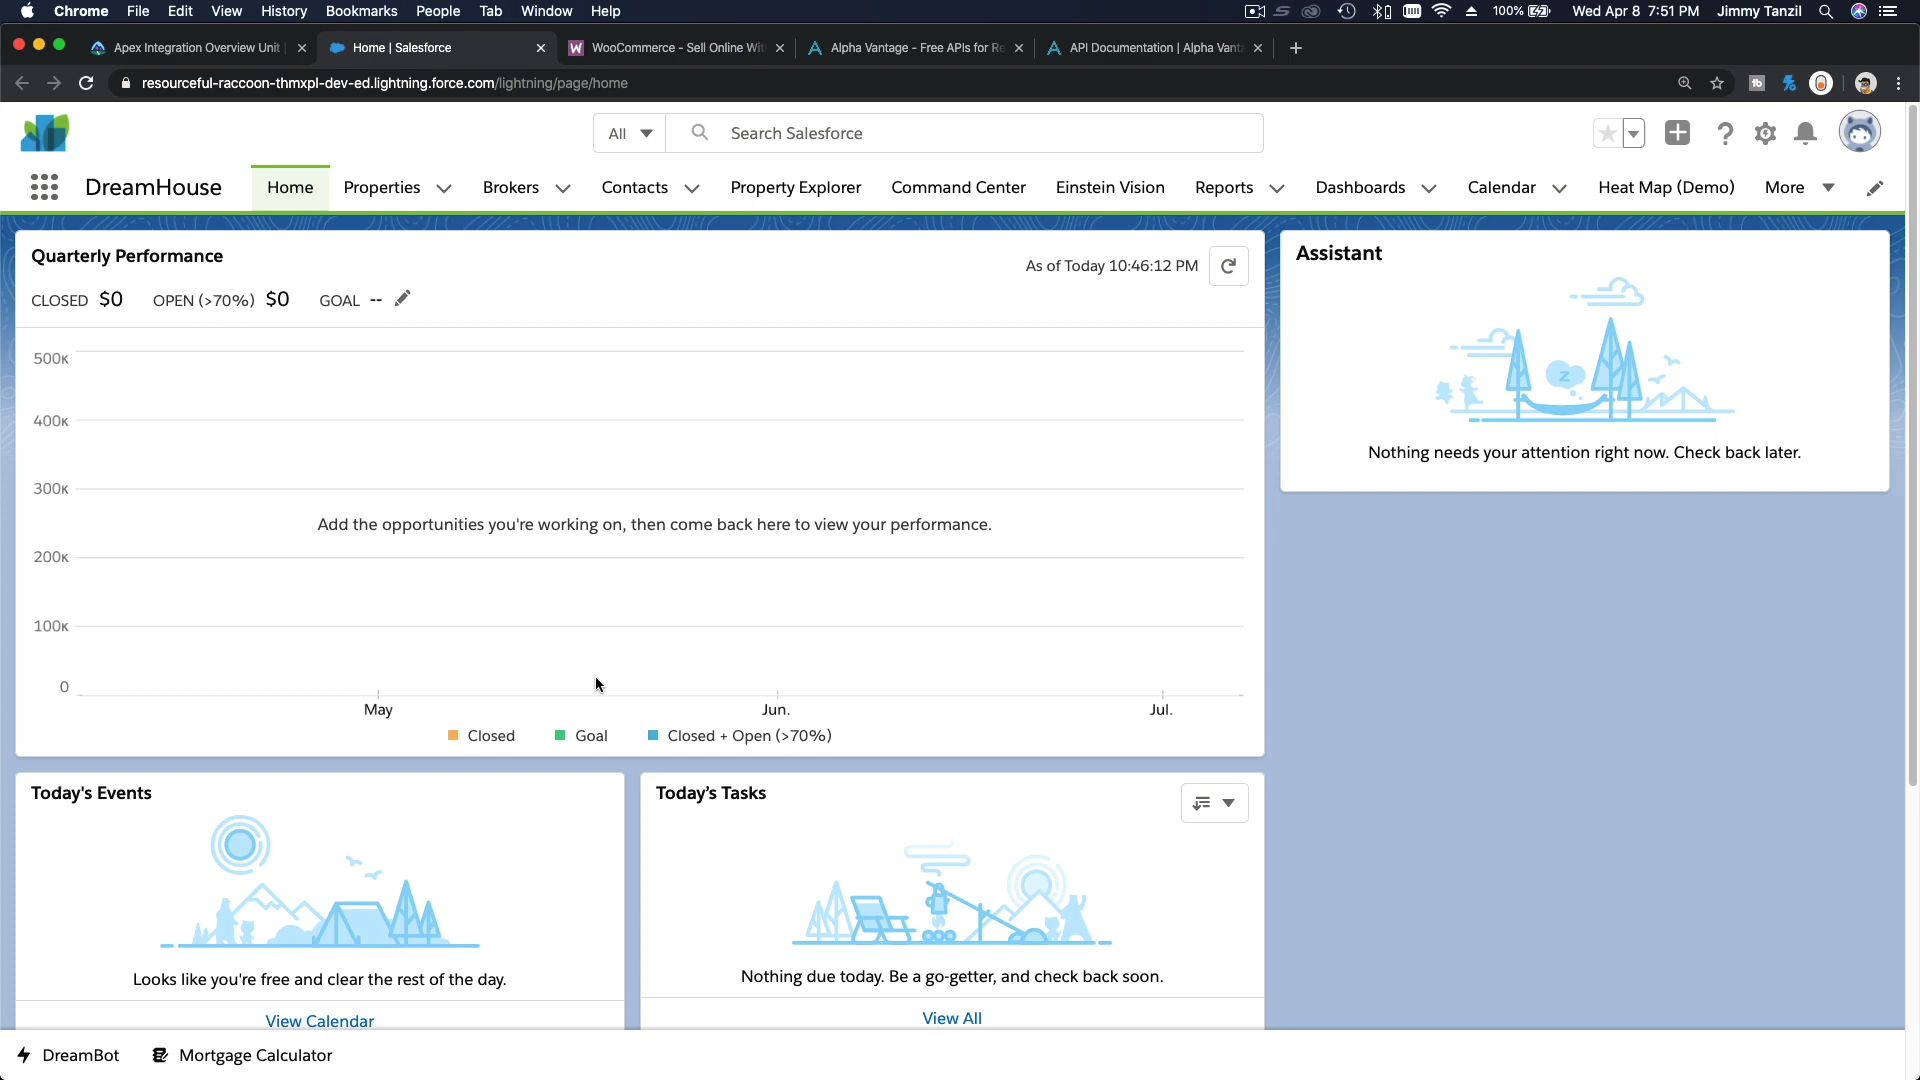 Chrome File Edit View History Bookmarks People Tab Window Help 100% Wed Apr 8 7:51 PM Jimmy Tanzil
Apex Integration Overview Unit Home | Salesforce WooCommerce - Sell Online Wit Alpha Vantage - Free APIs for Re API Documentation | Alpha Vant
resourceful-raccoon-thmxpl-dev-ed.lightning.force.com/lightning/page/home
All Search Salesforce
DreamHouse Home Properties Brokers Contacts Property Explorer Command Center Einstein Vision Reports Dashboards Calendar Heat Map (Demo) More
Quarterly Performance
As of Today 10:46:12 PM
CLOSED $0 OPEN (>70%) $0 GOAL --
500K
400K
300K
Add the opportunities you're working on, then come back here to view your performance.
200K
100K
0
May Jun. Jul.
Closed Goal Closed + Open (>70%)
Assistant
z
Nothing needs your attention right now. Check back later.
Today's Events
Looks like you're free and clear the rest of the day.
View Calendar
Today’s Tasks
Nothing due today. Be a go-getter, and check back soon.
View All
DreamBot Mortgage Calculator